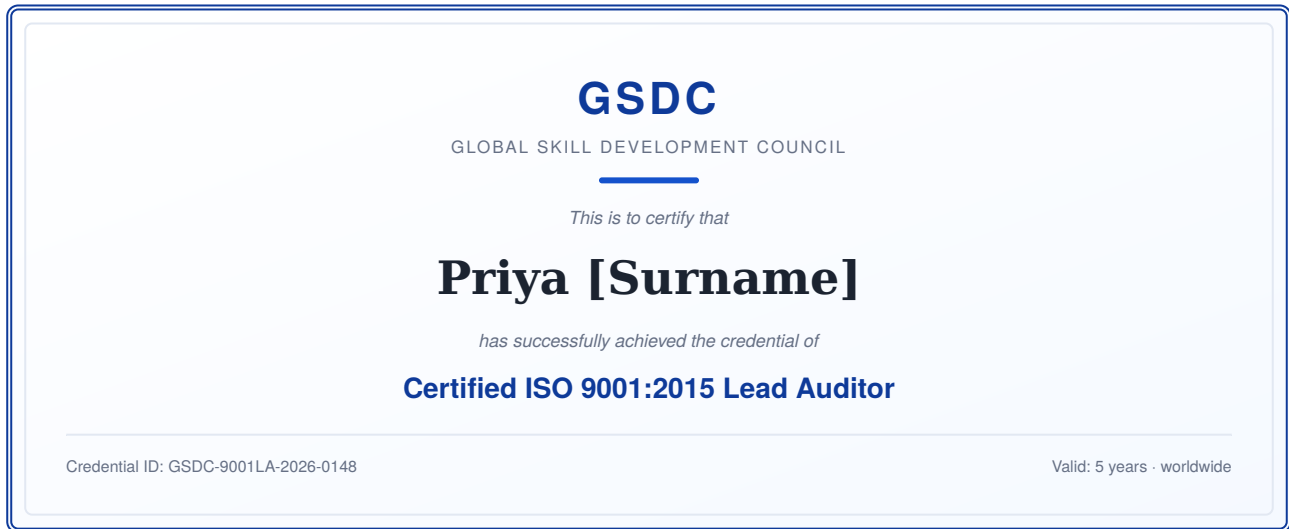 GSDC
GLOBAL SKILL DEVELOPMENT COUNCIL
This is to certify that
Priya [Surname]
has successfully achieved the credential of
Certified ISO 9001:2015 Lead Auditor
Credential ID: GSDC-9001LA-2026-0148
Valid: 5 years · worldwide